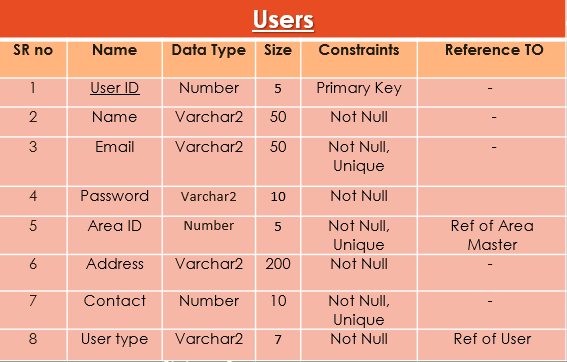 Users
SR no Name Data Type Size Constraints Reference TO
1 User ID Number 5 Primary Key -
2 Name Varchar2 50 Not Null -
3 Email Varchar2 50 Not Null, Unique -
4 Password Varchar2 10 Not Null
5 Area ID Number 5 Not Null, Unique Ref of Area Master
6 Address Varchar2 200 Not Null -
7 Contact Number 10 Not Null, Unique -
8 User type Varchar2 7 Not Null Ref of User